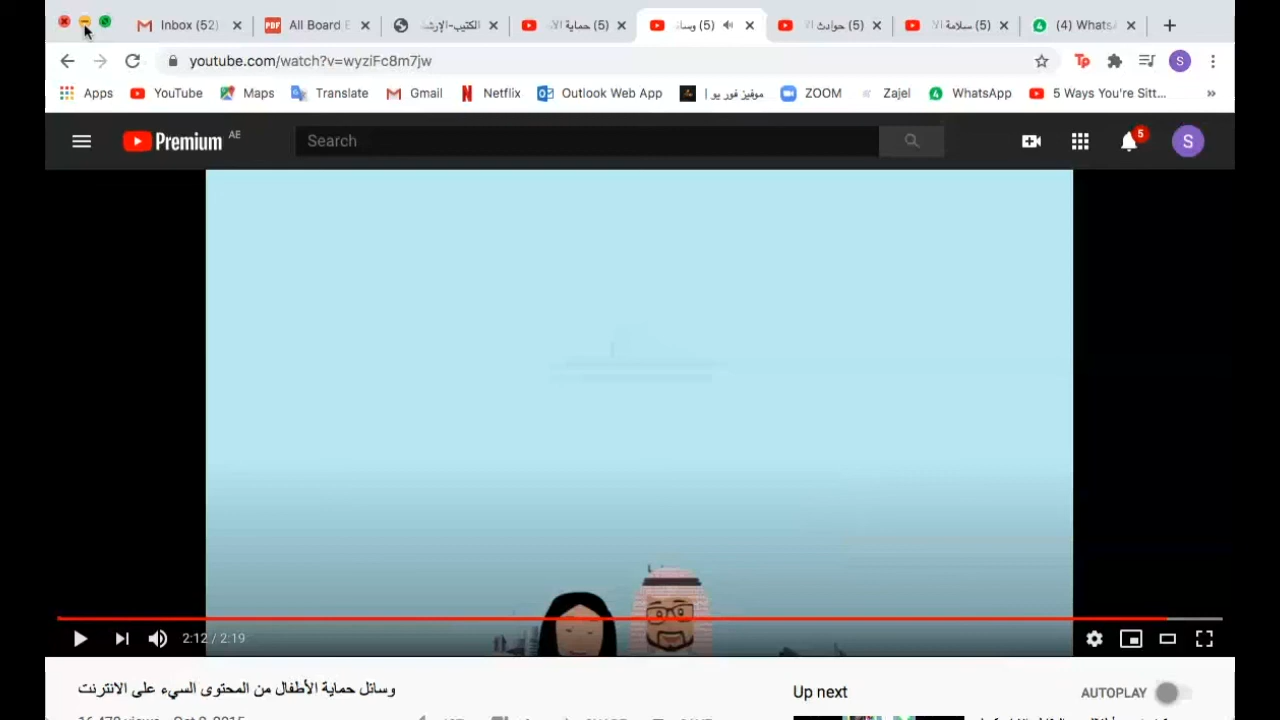 Inbox (52)
All Board E
الكتيب-الإرش
(5) حماية الأ
(5) وسائ
(5) حوادث ا
(5) سلامة الا
(4) WhatsA
youtube.com/watch?v=wyziFc8m7jw
Apps YouTube Maps Translate Gmail Netflix Outlook Web App موفيز فور يو | ZOOM Zajel WhatsApp 5 Ways You're Sitt... »
Premium AE
Search
5
S
2:12 / 2:19
وسائل حماية الأطفال من المحتوى السيء على الانترنت
Up next
AUTOPLAY